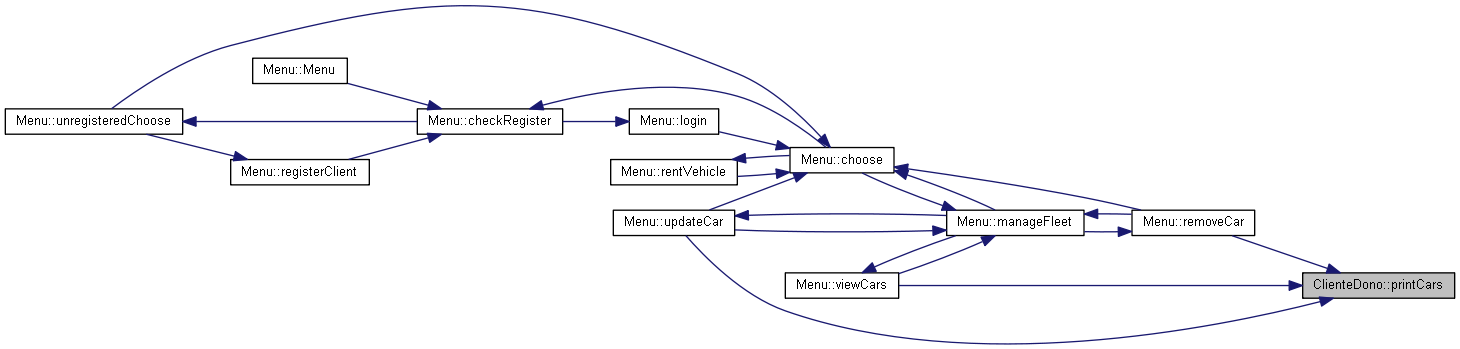 Menu::Menu
Menu::unregisteredChoose
Menu::checkRegister
Menu::login
Menu::choose
Menu::registerClient
Menu::rentVehicle
Menu::updateCar
Menu::manageFleet
Menu::removeCar
Menu::viewCars
ClienteDono::printCars